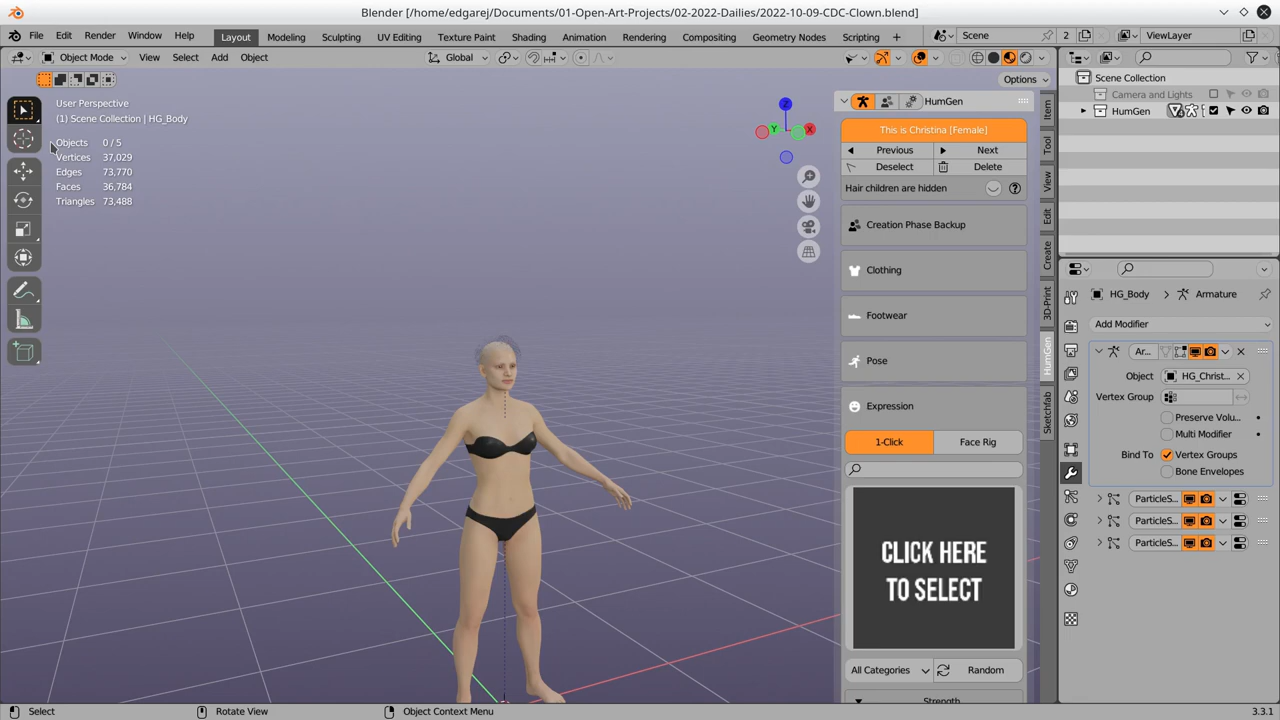 Blender [/home/edgarej/Documents/01-Open-Art-Projects/02-2022-Dailies/2022-10-09-CDC-Clown.blend]
File Edit Render Window Help Layout Modeling Sculpting UV Editing Texture Paint Shading Animation Rendering Compositing Geometry Nodes Scripting + Scene 2 ViewLayer
Object Mode View Select Add Object Global
Options
User Perspective
(1) Scene Collection | HG_Body
Objects 0 / 5
Vertices 37,029
Edges 73,770
Faces 36,784
Triangles 73,488
Z
Y X
HumGen
This is Christina [Female]
Previous Next
Deselect Delete
Hair children are hidden
Creation Phase Backup
Clothing
Footwear
Pose
Expression
1-Click Face Rig
CLICK HERE
TO SELECT
All Categories Random
Strength
Item
Tool
View
Edit
Create
3D-Print
HumGen
Sketchfab
Scene Collection
Camera and Lights
HumGen
HG_Body > Armature
Add Modifier
Ar...
Object HG_Christ...
Vertex Group
Preserve Volu...
Multi Modifier
Bind To Vertex Groups
Bone Envelopes
ParticleS...
ParticleS...
ParticleS...
Select Rotate View Object Context Menu 3.3.1